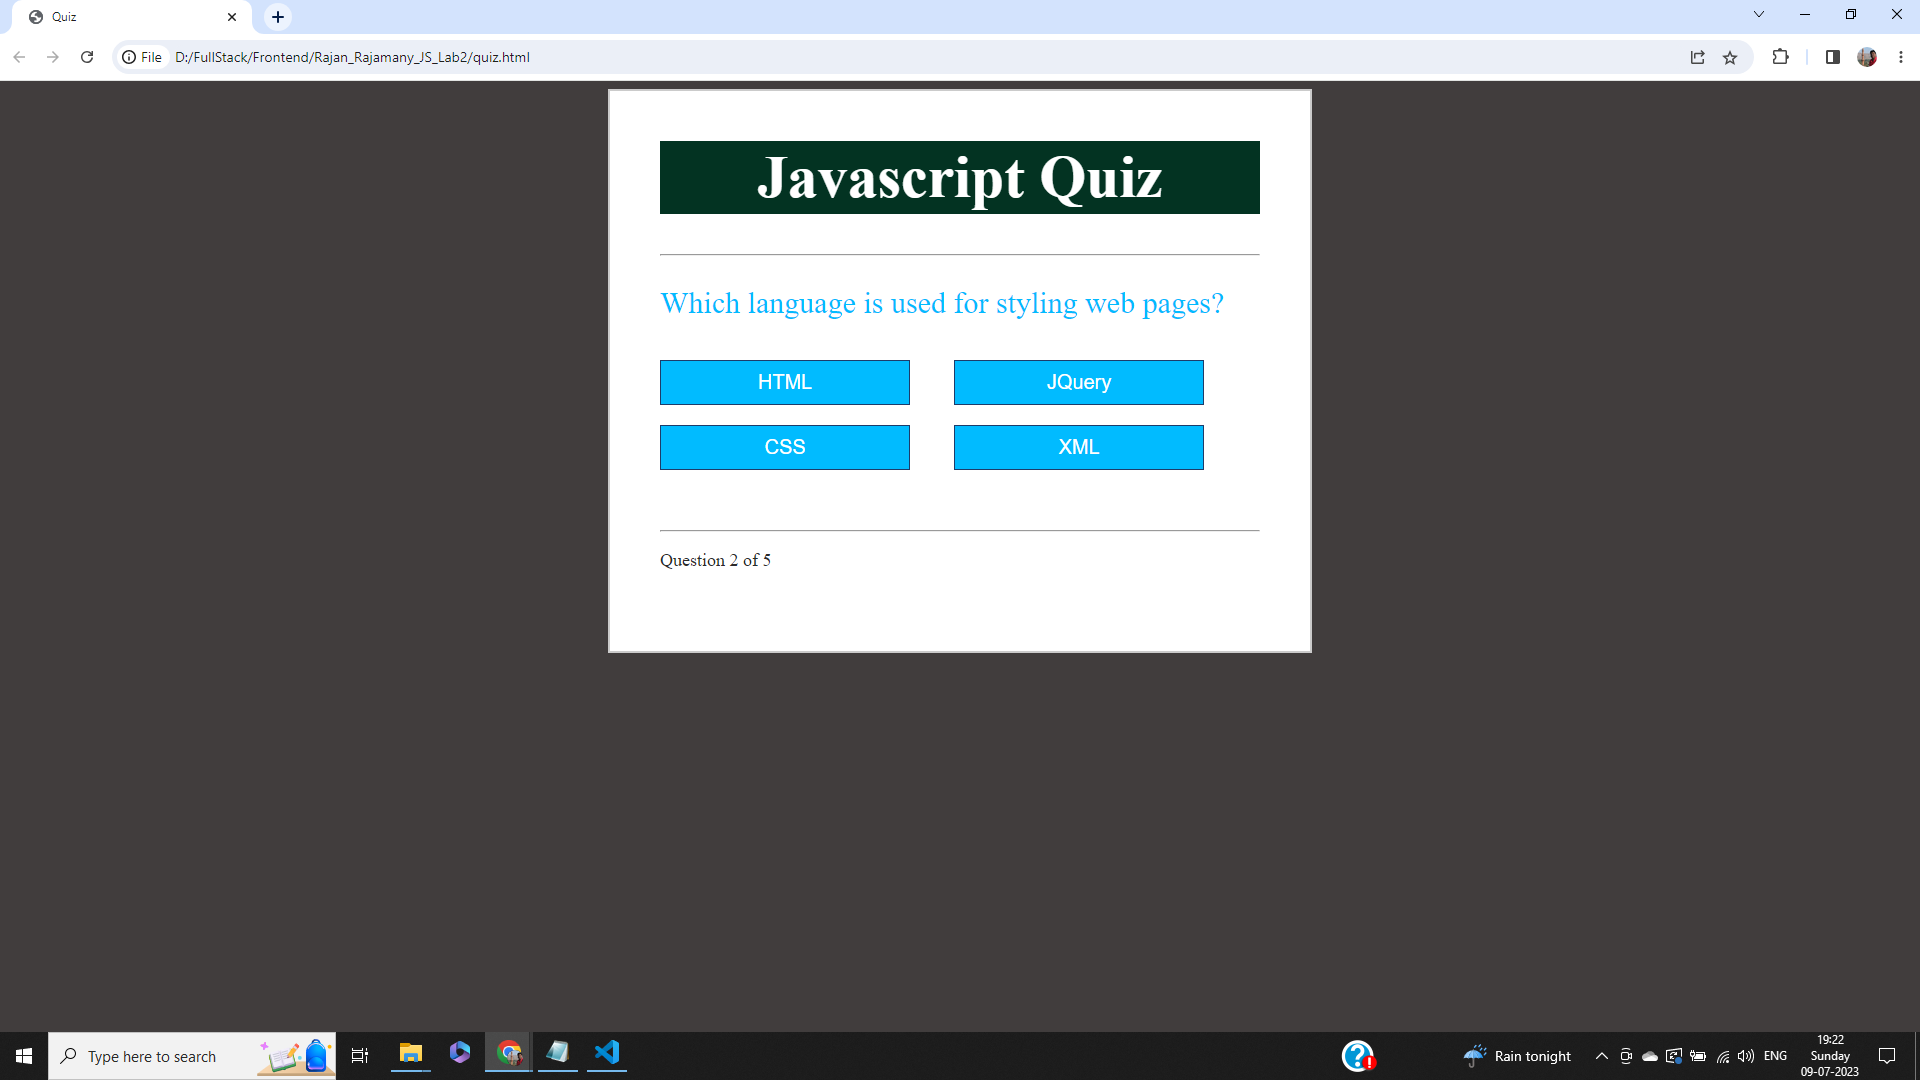 Quiz
File D:/FullStack/Frontend/Rajan_Rajamany_JS_Lab2/quiz.html
Javascript Quiz
Which language is used for styling web pages?
HTML JQuery
CSS XML
Question 2 of 5
Type here to search
Rain tonight
ENG
19:22
Sunday
09-07-2023